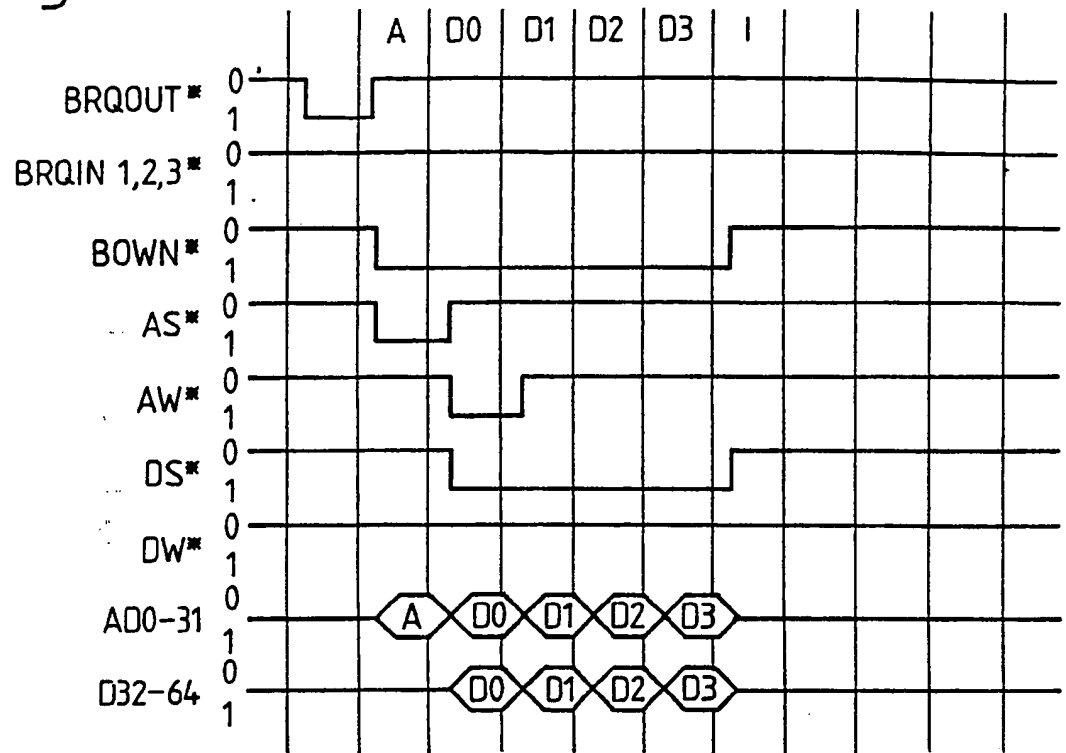 A D0 D1 D2 D3 I
BRQOUT* 0
1
BRQIN 1,2,3* 0
1
BOWN* 0
1
AS* 0
1
AW* 0
1
DS* 0
1
DW* 0
1
AD0-31 0 A D0 D1 D2 D3
1
D32-64 0 D0 D1 D2 D3
1